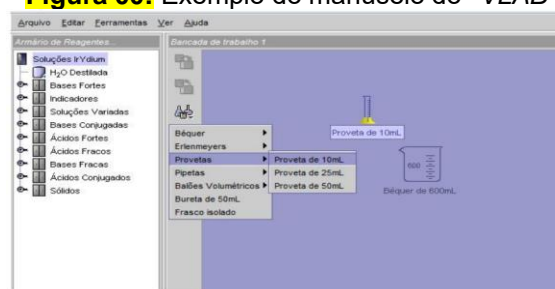 Figura 00: Exemplo de manuseio do "VLAB
Arquivo Editar Ferramentas Ver Ajuda
Armário de Reagentes...
Soluções IrYdium
H₂O Destilada
Bases Fortes
Indicadores
Soluções Variadas
Bases Conjugadas
Ácidos Fortes
Ácidos Fracos
Bases Fracas
Ácidos Conjugados
Sólidos
Bancada de trabalho 1
Béquer
Erlenmeyers
Provetas
Pipetas
Balões Volumétricos
Bureta de 50mL
Frasco isolado
Proveta de 10mL
Proveta de 25mL
Proveta de 50mL
Proveta de 10mL
600
Béquer de 600mL